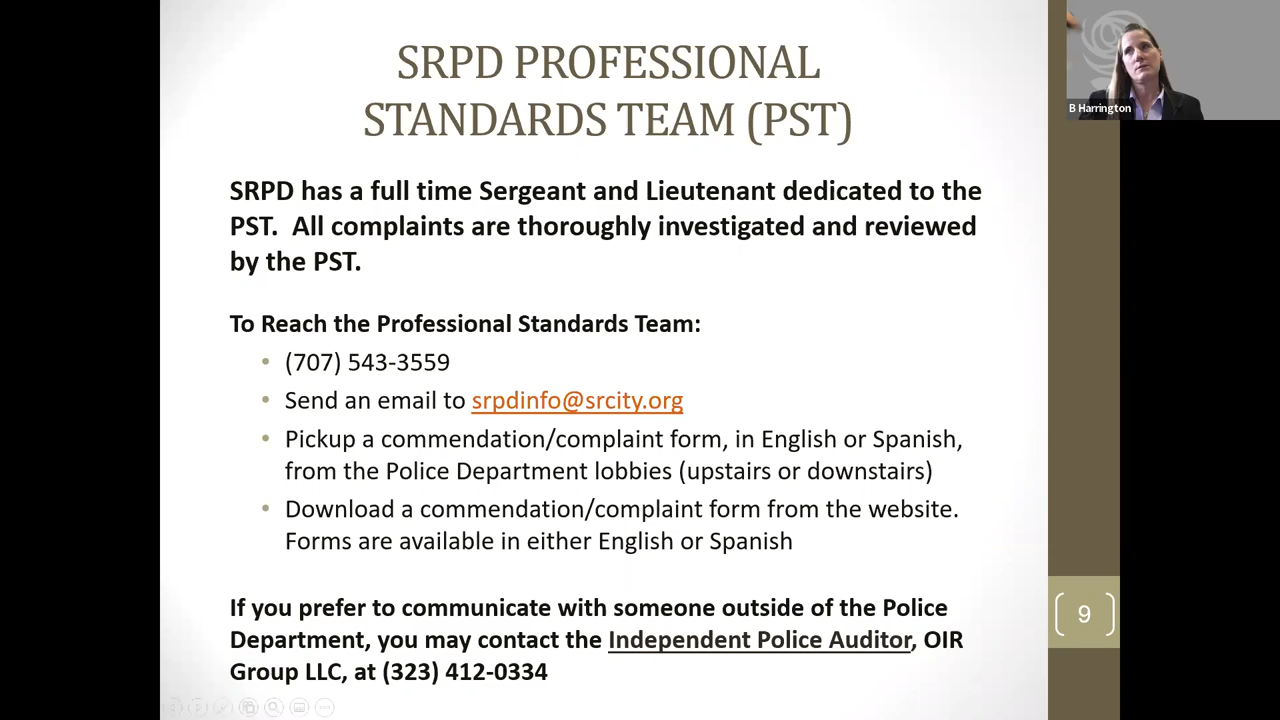 SRPD PROFESSIONAL
STANDARDS TEAM (PST)
B Harrington
SRPD has a full time Sergeant and Lieutenant dedicated to the
PST.  All complaints are thoroughly investigated and reviewed
by the PST.
To Reach the Professional Standards Team:
• (707) 543-3559
• Send an email to srpdinfo@srcity.org
• Pickup a commendation/complaint form, in English or Spanish,
from the Police Department lobbies (upstairs or downstairs)
• Download a commendation/complaint form from the website.
Forms are available in either English or Spanish
If you prefer to communicate with someone outside of the Police
Department, you may contact the Independent Police Auditor, OIR
Group LLC, at (323) 412-0334
9